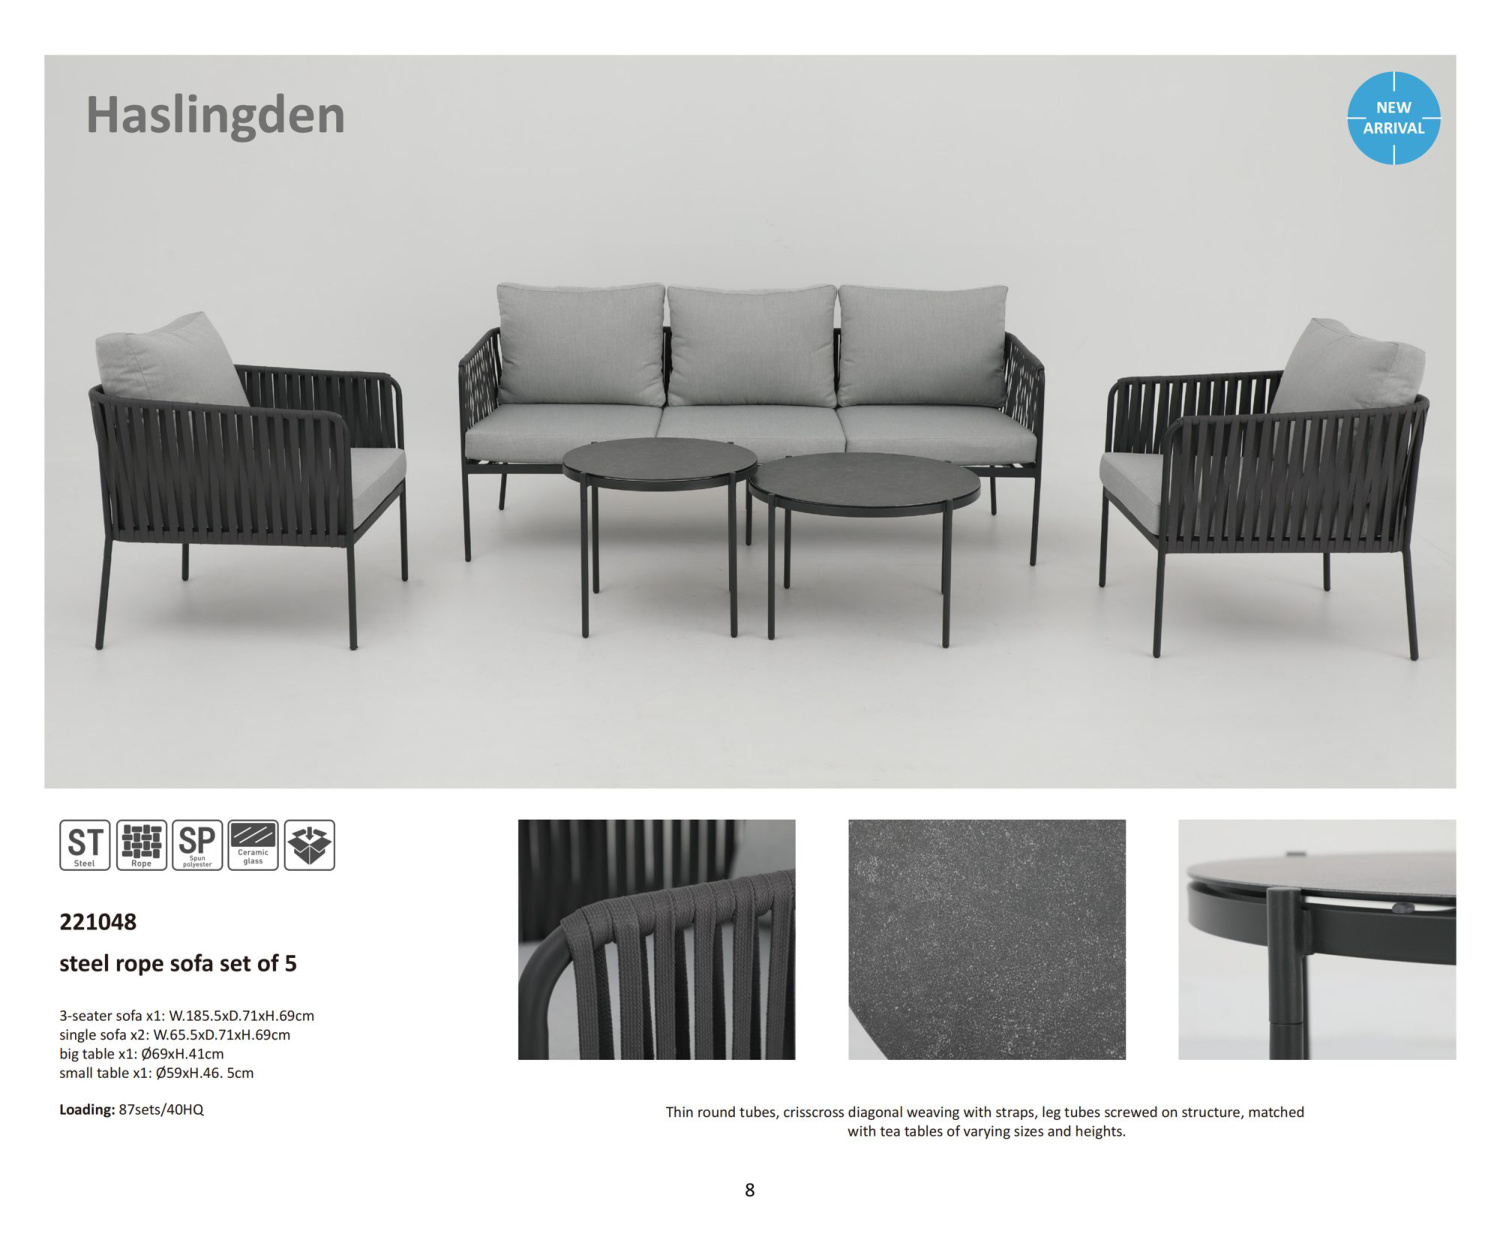 Haslingden
NEW
ARRIVAL
ST
Steel
Rope
SP
Spun
polyester
Ceramic
glass
221048
steel rope sofa set of 5
3-seater sofa x1: W.185.5xD.71xH.69cm
single sofa x2: W.65.5xD.71xH.69cm
big table x1: Ø69xH.41cm
small table x1: Ø59xH.46. 5cm
Loading: 87sets/40HQ
Thin round tubes, crisscross diagonal weaving with straps, leg tubes screwed on structure, matched
with tea tables of varying sizes and heights.
8